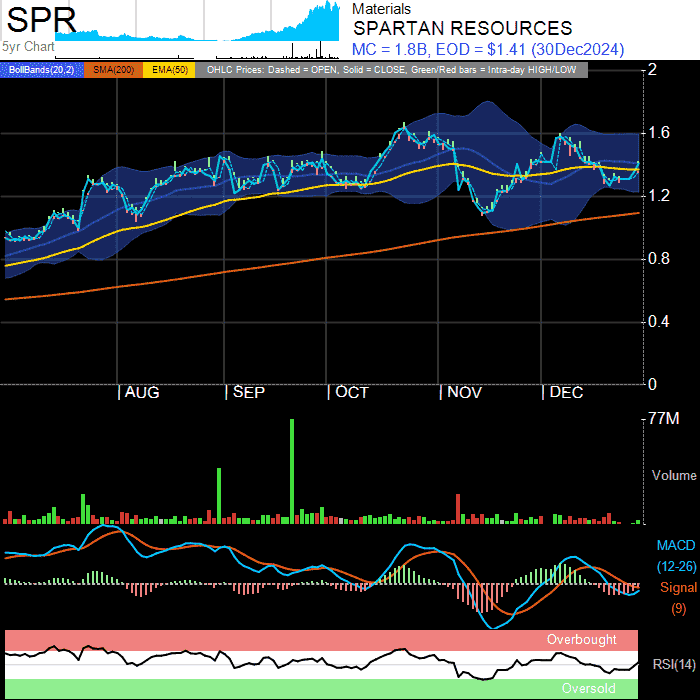 SPR
5yr Chart
Materials
SPARTAN RESOURCES
MC = 1.8B, EOD = $1.41 (30Dec2024)
BollBands(20,2) SMA(200) EMA(50) OHLC Prices: Dashed = OPEN, Solid = CLOSE, Green/Red bars = Intra-day HIGH/LOW
2
1.6
1.2
0.8
0.4
0
AUG SEP OCT NOV DEC
77M
Volume
MACD
(12-26)
Signal
(9)
Overbought
RSI(14)
Oversold